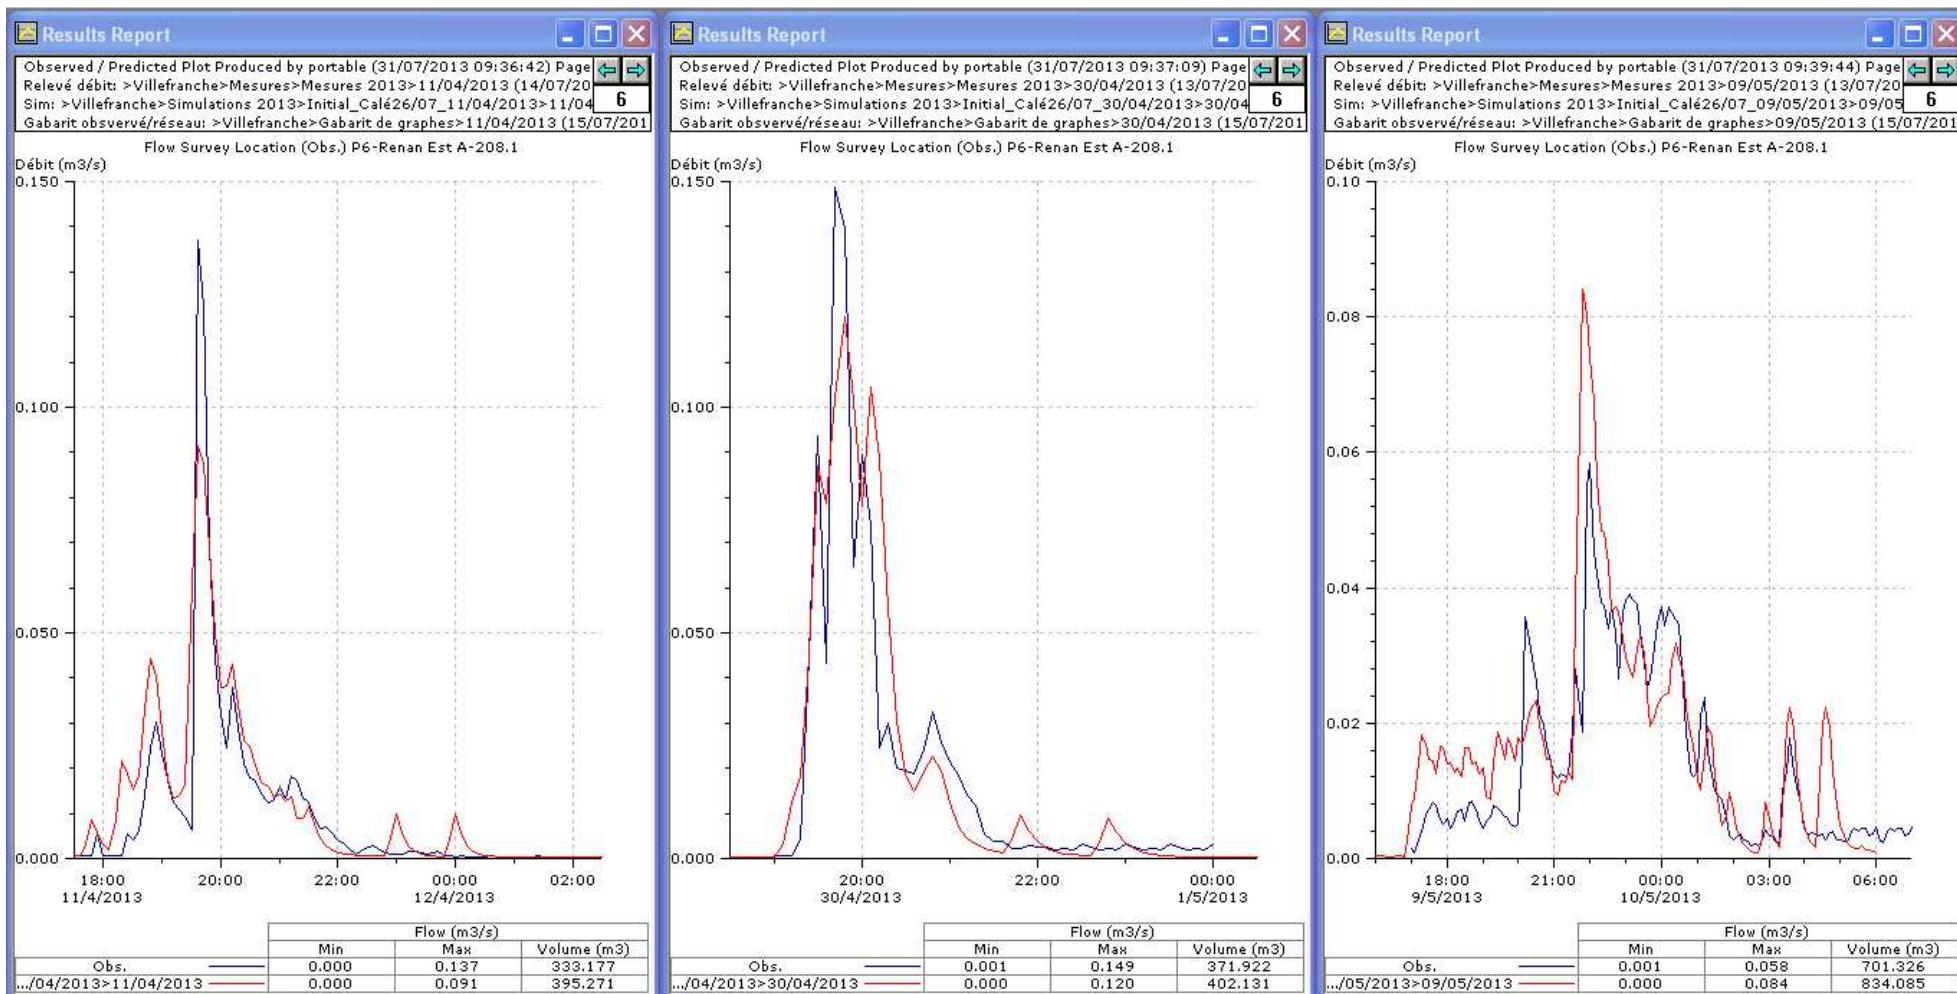 Results Report
Observed / Predicted Plot Produced by portable (31/07/2013 09:36:42) Page
Relevé débit: >Villefranche>Mesures>Mesures 2013>11/04/2013 (14/07/20
Sim: >Villefranche>Simulations 2013>Initial_Calé26/07_11/04/2013>11/04
Gabarit obsvervé/réseau: >Villefranche>Gabarit de graphes>11/04/2013 (15/07/201
6
Flow Survey Location (Obs.) P6-Renan Est A-208.1
Débit (m3/s)
0.150
0.100
0.050
0.000
18:00 20:00 22:00 00:00 02:00
11/4/2013 12/4/2013
Flow (m3/s)
Min Max Volume (m3)
Obs. 0.000 0.137 333.177
.../04/2013>11/04/2013 0.000 0.091 395.271
Results Report
Observed / Predicted Plot Produced by portable (31/07/2013 09:37:09) Page
Relevé débit: >Villefranche>Mesures>Mesures 2013>30/04/2013 (13/07/20
Sim: >Villefranche>Simulations 2013>Initial_Calé26/07_30/04/2013>30/04
Gabarit obsvervé/réseau: >Villefranche>Gabarit de graphes>30/04/2013 (15/07/201
6
Flow Survey Location (Obs.) P6-Renan Est A-208.1
Débit (m3/s)
0.150
0.100
0.050
0.000
20:00 22:00 00:00
30/4/2013 1/5/2013
Flow (m3/s)
Min Max Volume (m3)
Obs. 0.001 0.149 371.922
.../04/2013>30/04/2013 0.000 0.120 402.131
Results Report
Observed / Predicted Plot Produced by portable (31/07/2013 09:39:44) Page
Relevé débit: >Villefranche>Mesures>Mesures 2013>09/05/2013 (13/07/20
Sim: >Villefranche>Simulations 2013>Initial_Calé26/07_09/05/2013>09/05
Gabarit obsvervé/réseau: >Villefranche>Gabarit de graphes>09/05/2013 (15/07/201
6
Flow Survey Location (Obs.) P6-Renan Est A-208.1
Débit (m3/s)
0.10
0.08
0.06
0.04
0.02
0.00
18:00 21:00 00:00 03:00 06:00
9/5/2013 10/5/2013
Flow (m3/s)
Min Max Volume (m3)
Obs. 0.001 0.058 701.326
.../05/2013>09/05/2013 0.000 0.084 834.085